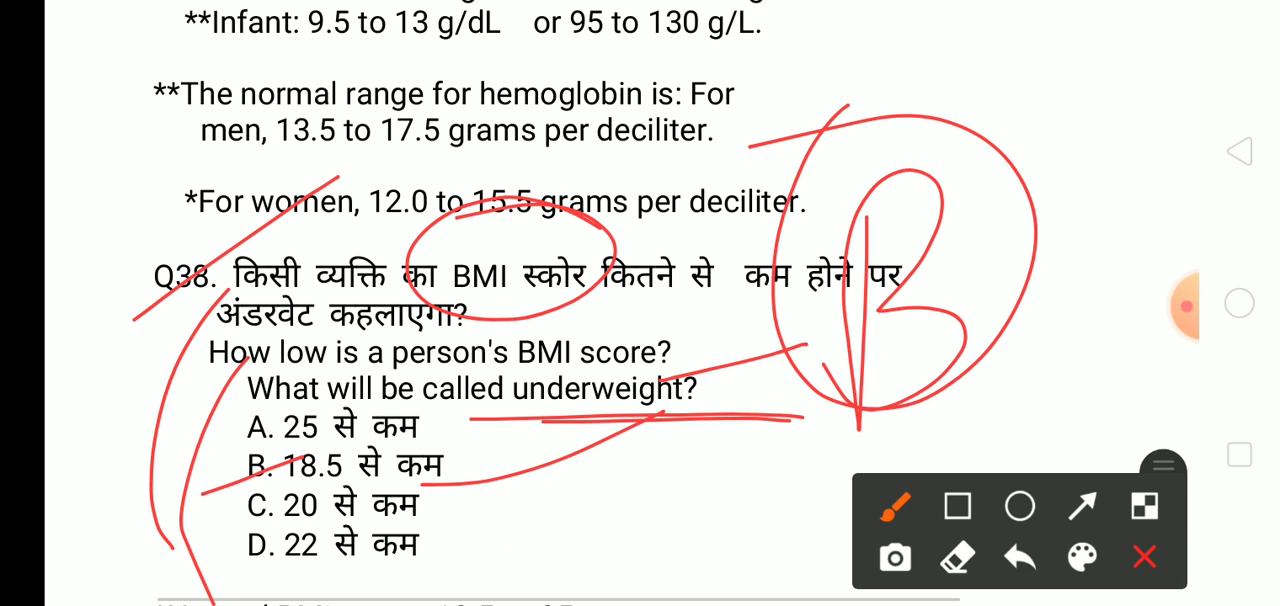 **Infant: 9.5 to 13 g/dL or 95 to 130 g/L.
**The normal range for hemoglobin is: For
men, 13.5 to 17.5 grams per deciliter.
*For women, 12.0 to 15.5 grams per deciliter.
Q38. किसी व्यक्ति का BMI स्कोर कितने से कम होने पर
अंडरवेट कहलाएगा?
How low is a person's BMI score?
What will be called underweight?
A. 25 से कम
B. 18.5 से कम
C. 20 से कम
D. 22 से कम
B